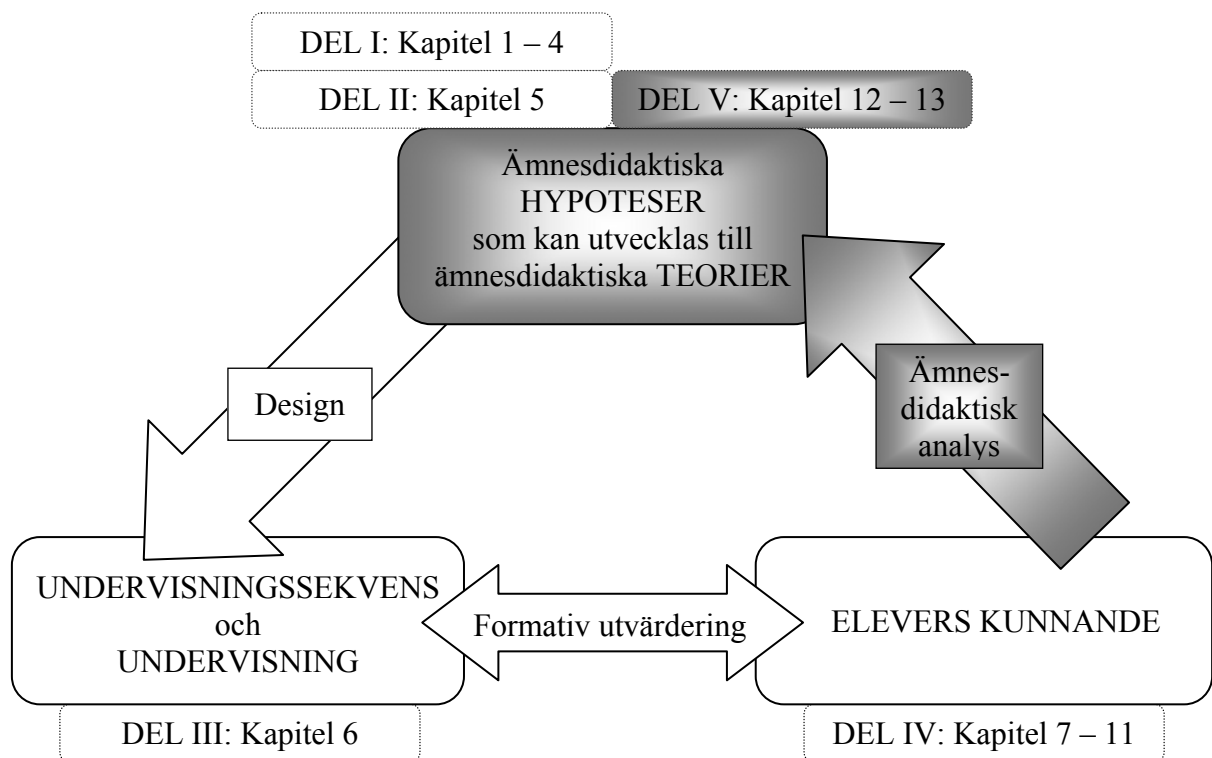 DEL I: Kapitel 1 – 4
DEL II: Kapitel 5
DEL V: Kapitel 12 – 13
Ämnesdidaktiska
HYPOTESER
som kan utvecklas till
ämnesdidaktiska TEORIER
Design
Ämnes-
didaktisk
analys
UNDERVISNINGSSEKVENS
och
UNDERVISNING
Formativ utvärdering
ELEVERS KUNNANDE
DEL III: Kapitel 6
DEL IV: Kapitel 7 – 11